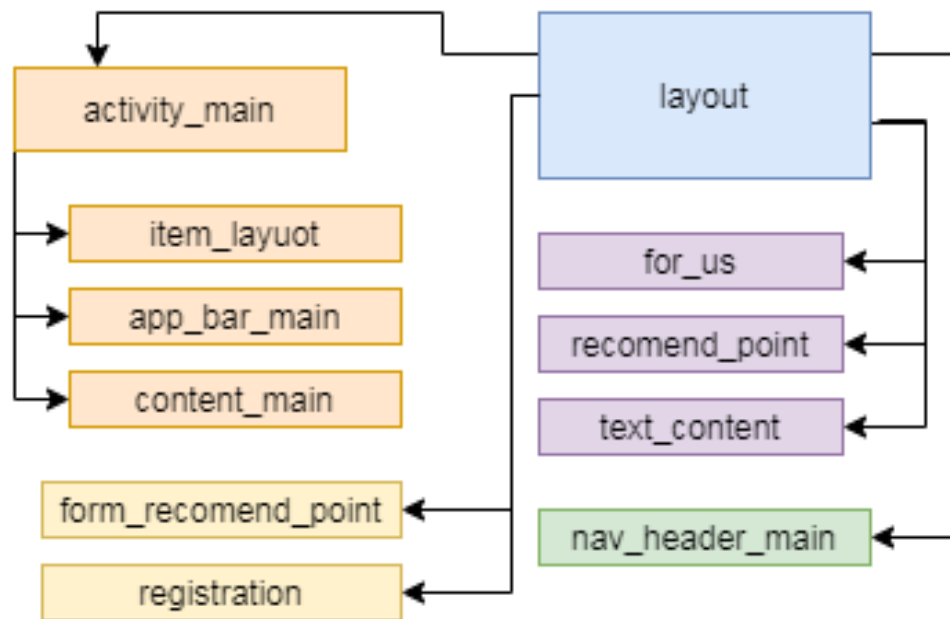 layout
activity_main
item_layuot
app_bar_main
content_main
for_us
recomend_point
text_content
form_recomend_point
registration
nav_header_main